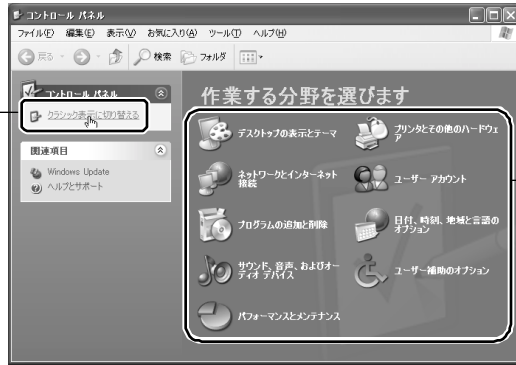 コントロール パネル
ファイル(F) 編集(E) 表示(V) お気に入り(A) ツール(T) ヘルプ(H)
戻る 検索 フォルダ
コントロール パネル
クラシック表示に切り替える
関連項目
Windows Update
ヘルプとサポート
作業する分野を選びます
デスクトップの表示とテーマ
プリンタとその他のハードウェ
ア
ネットワークとインターネット
接続
ユーザー アカウント
プログラムの追加と削除
日付、時刻、地域と言語の
オプション
サウンド、音声、およびオー
ディオ デバイス
ユーザー補助のオプション
パフォーマンスとメンテナンス